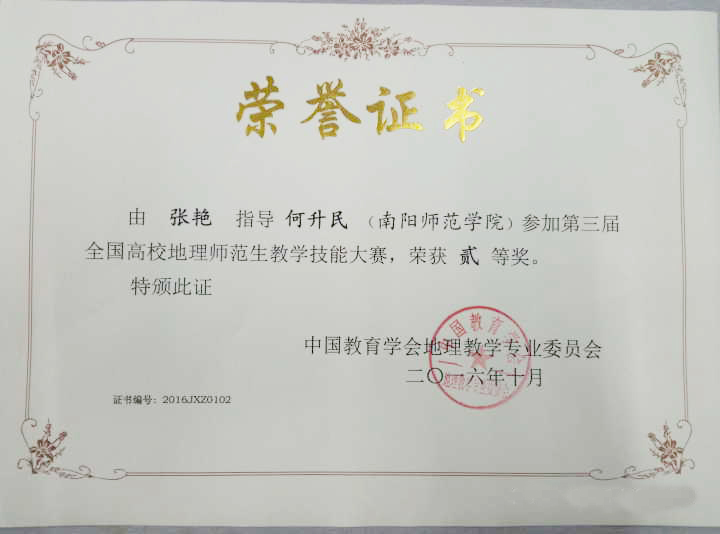 荣誉证书
由 张艳 指导 何升民 （南阳师范学院）参加第三届
全国高校地理师范生教学技能大赛，荣获 贰 等奖。
特颁此证
中国教育学会地理教学专业委员会
二〇一六年十月
证书编号：2016JXZ0102